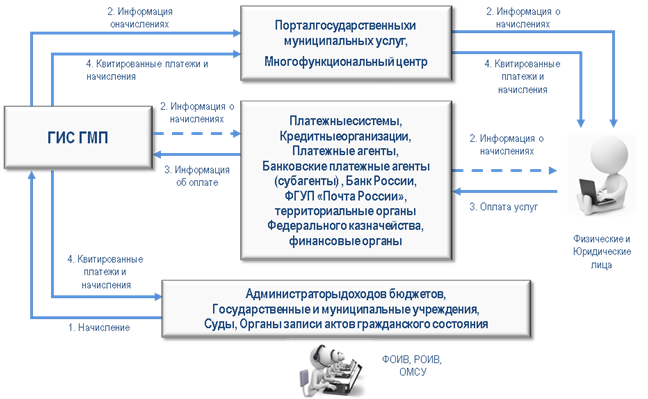 2. Информация
оначислениях
4. Квитированные платежи и
начисления
Порталгосударственныхи
муниципальных услуг,
Многофункциональный центр
2. Информация о
начислениях
4. Квитированные
платежи и
начисления
ГИС ГМП
2. Информация о
начислениях
3. Информация
об оплате
Платежныесистемы,
Кредитныеорганизации,
Платежные агенты,
Банковские платежные агенты
(субагенты) , Банк России,
ФГУП «Почта России»,
территориальные органы
Федерального казначейства,
финансовые органы
2. Информация о
начислениях
3. Оплата услуг
Физические и
Юридические
лица
4. Квитированные
платежи и
начисления
1. Начисление
Администраторыдоходов бюджетов,
Государственные и муниципальные учреждения,
Суды, Органы записи актов гражданского состояния
ФОИВ, РОИВ,
ОМСУ